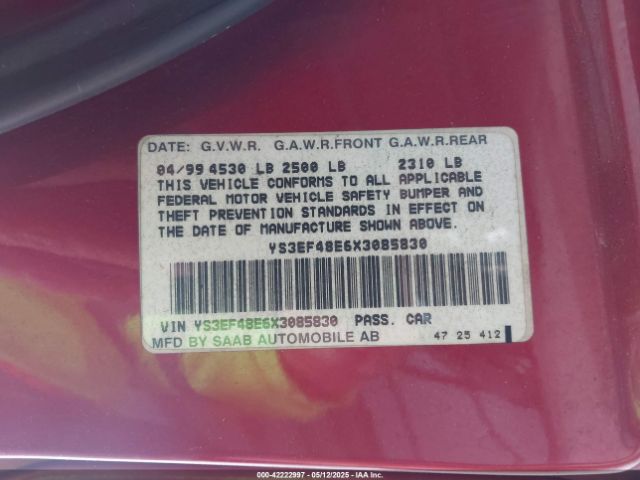 DATE: G.V.W.R. G.A.W.R.FRONT G.A.W.R.REAR
04/99 4530 LB 2500 LB 2310 LB
THIS VEHICLE CONFORMS TO ALL APPLICABLE
FEDERAL MOTOR VEHICLE SAFETY BUMPER AND
THEFT PREVENTION STANDARDS IN EFFECT ON
THE DATE OF MANUFACTURE SHOWN ABOVE.
YS3EF48E6X3085830
VIN YS3EF48E6X3085830 PASS. CAR
MFD BY SAAB AUTOMOBILE AB 47 25 412
000-42222997 - 05/12/2025 - IAA Inc.